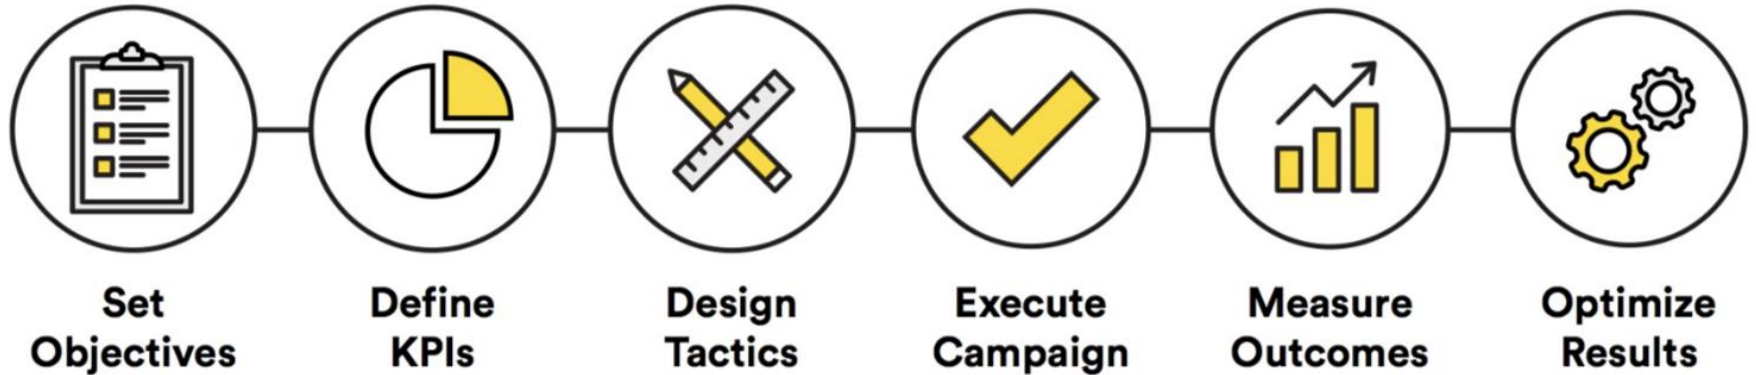 Set
Objectives
Define
KPIs
Design
Tactics
Execute
Campaign
Measure
Outcomes
Optimize
Results